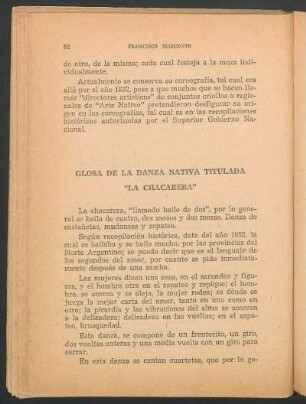 82 FRANCISCO
de otro, de la misma; cada cual festeja a la moza indi-
vidualmente.
Actualmente se conserva su coreografía, tal cual era
allá por el año 1832, pese a que muchos que se hacen lla-
mar "directores artísticos" de conjuntos criollos o regiona-
les de "Arte Nativo" pretendieron desfigurar su ori-
gen en las coreografías, tal cual es en las recopilaciones
históricas autorizadas por el Superior Gobierno Na-
cional.
GLOSA DE LA DANZA NATIVA TITULADA
"LA CHACARERA"
La chacarera, "llamado baile de dos", por lo gene-
ral se baila de cuatro, dos mozos y dos mozas. Danza de
castañetas, mudanzas y zapateo.
Según recopilación histórica, data del año 1832, la
cual se bailaba y se baila mucho, por las provincias del
Norte Argentino; se puede decir que es el lenguaje de
los segundos del amor, por cuanto se pide inmediata-
mente después de una zamba.
Las mujeres dicen una cosa, en el zarandeo y figu-
ras, y el hombre otra en el zapateo y repique; el hom-
bre, se acerca y se aleja, la mujer rodea; es dónde se
juega la mejor carta del amor, tanto en uno como en
otro; la picardía y las vibraciones del alma se acercan
a la delicadeza; delicadeza en las vueltas; en el zapa-
teo, brusquedad.
Esta danza, se compone de un frentecito, un giro,
dos vueltas enteras y una media vuelta con un giro para
cerrar.
En esta danza se cantan cuartetas, que por lo ge-